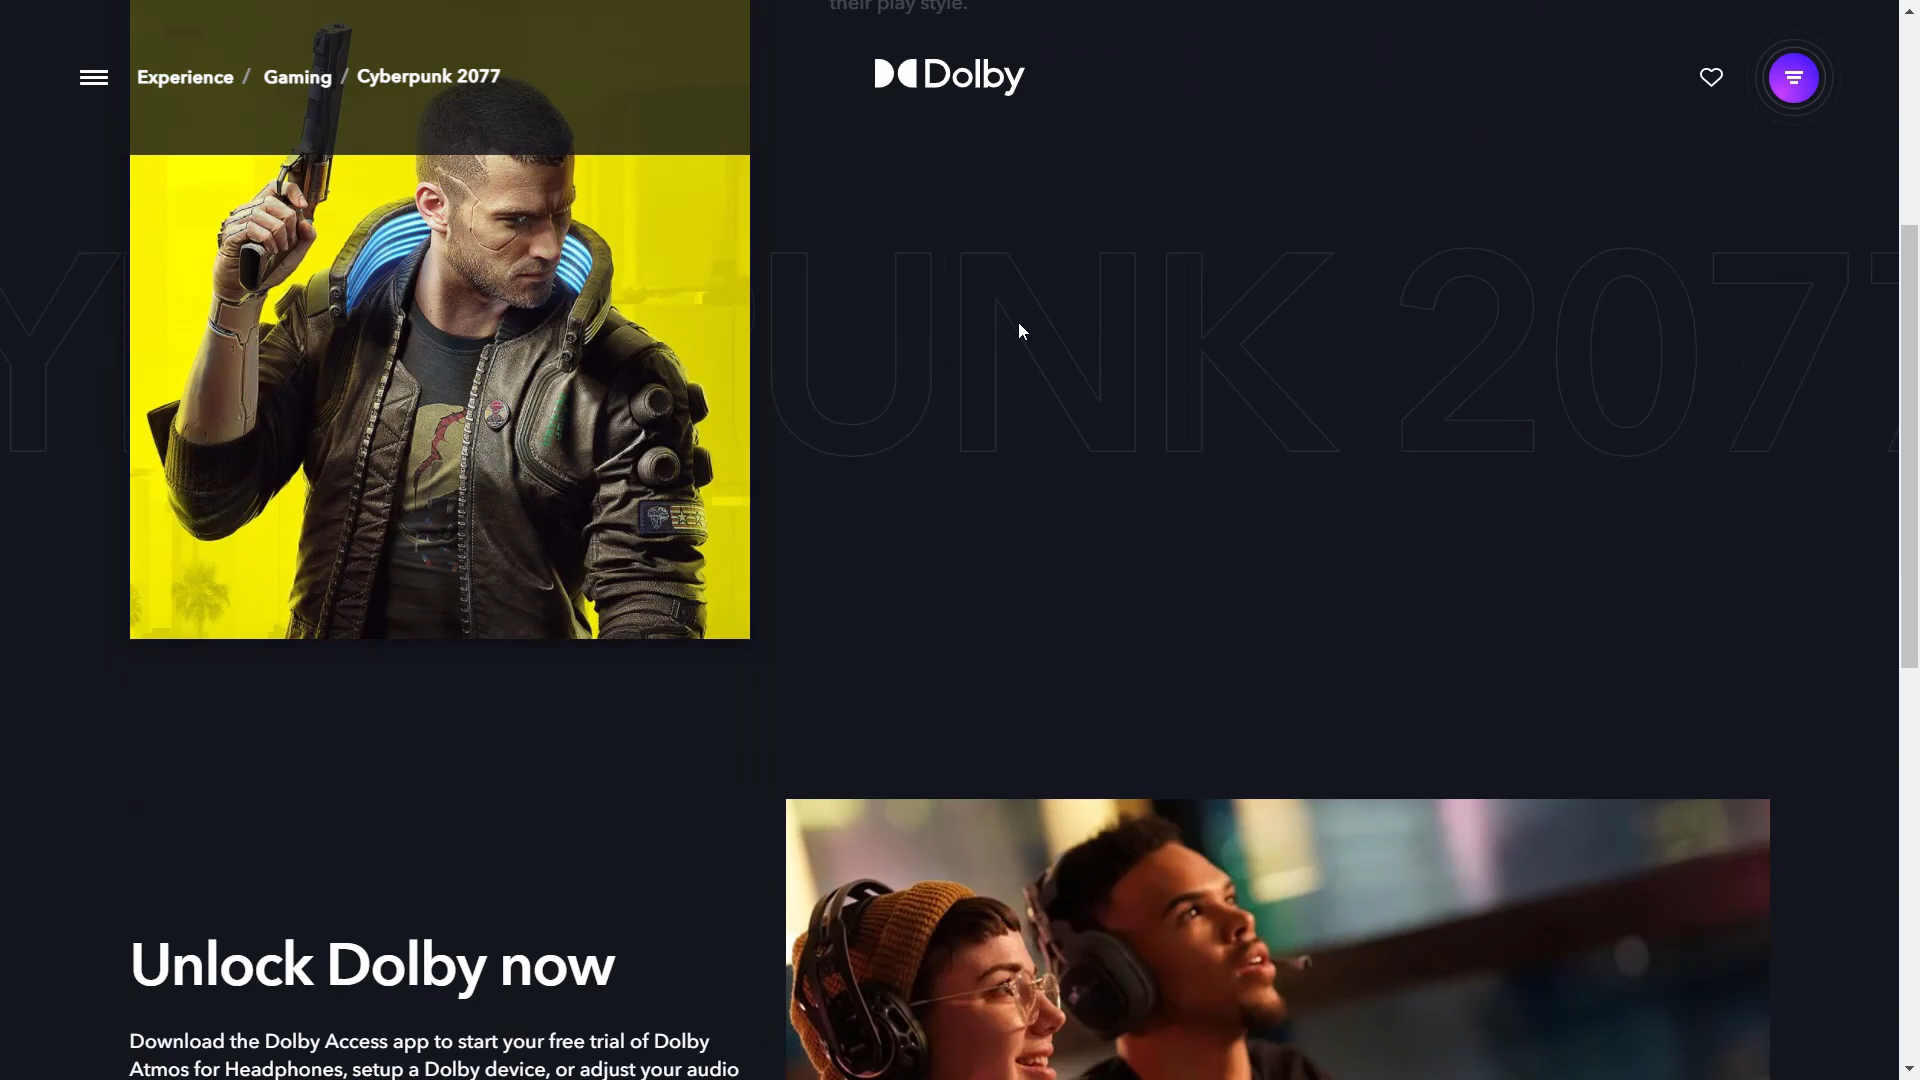 their play style.
Experience / Gaming / Cyberpunk 2077
Dolby
PUNK 2077
Unlock Dolby now
Download the Dolby Access app to start your free trial of Dolby
Atmos for Headphones, setup a Dolby device, or adjust your audio